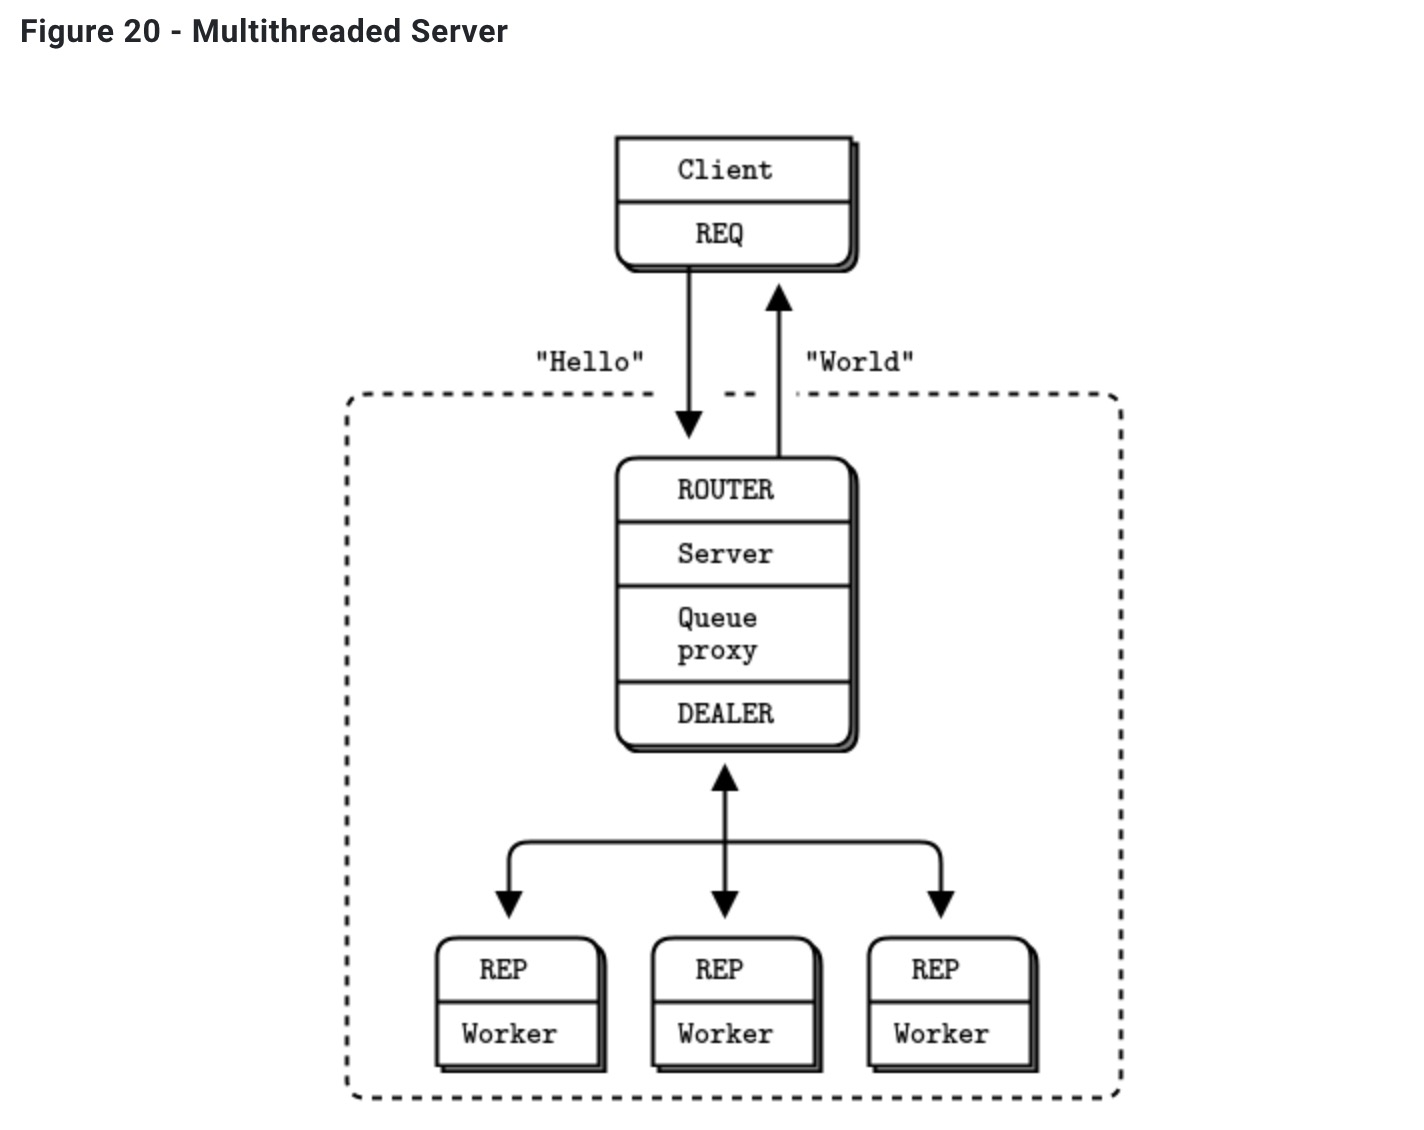 Figure 20 - Multithreaded Server
Client
REQ
"Hello"
"World"
ROUTER
Server
Queue
proxy
DEALER
REP
REP
REP
Worker
Worker
Worker